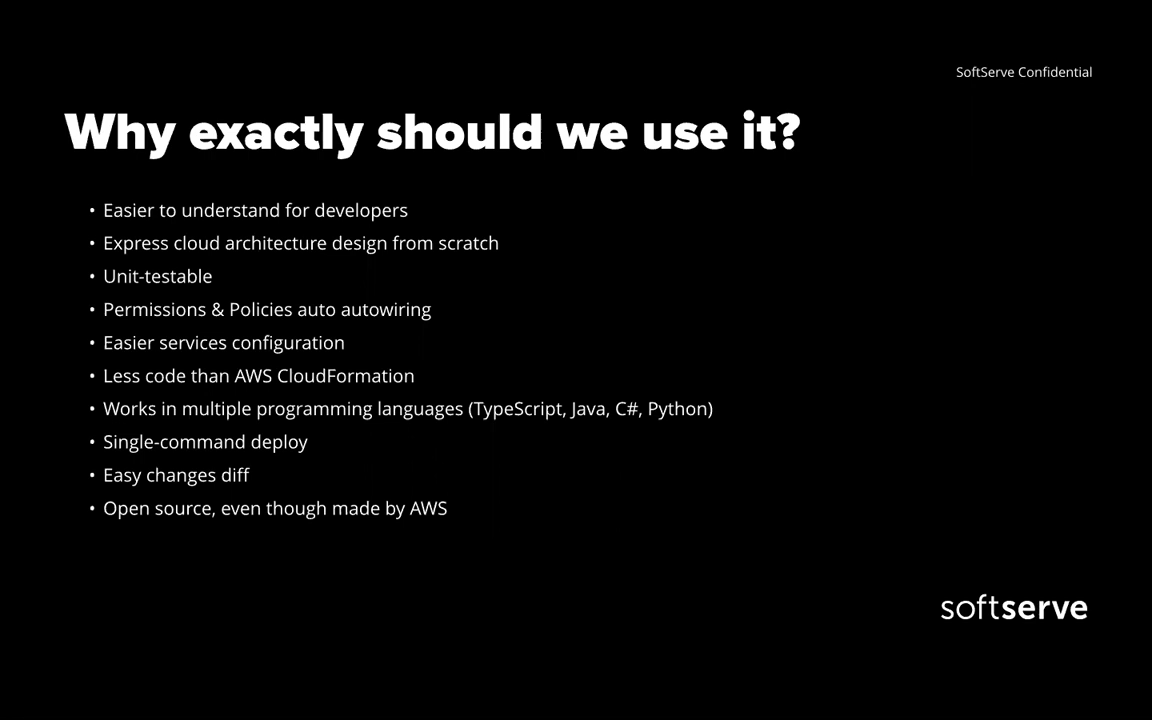 SoftServe Confidential
Why exactly should we use it?
• Easier to understand for developers
• Express cloud architecture design from scratch
• Unit-testable
• Permissions & Policies auto autowiring
• Easier services configuration
• Less code than AWS CloudFormation
• Works in multiple programming languages (TypeScript, Java, C#, Python)
• Single-command deploy
• Easy changes diff
• Open source, even though made by AWS
softserve